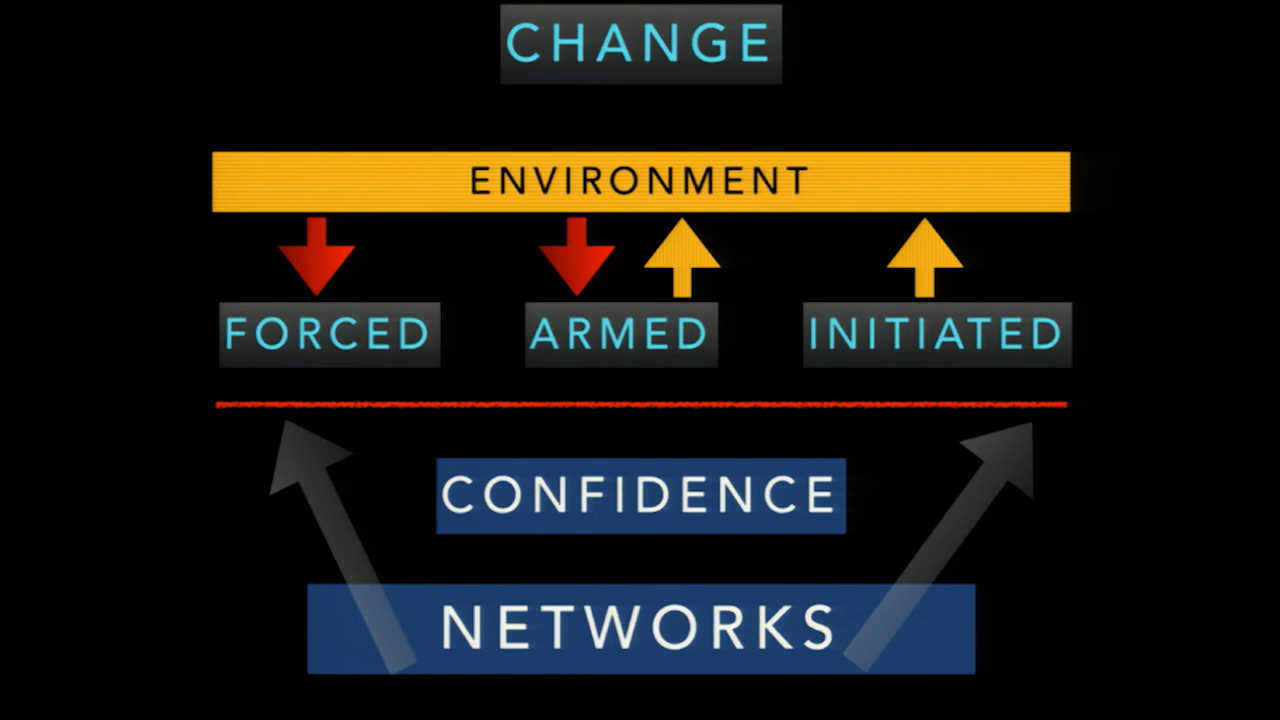 CHANGE
ENVIRONMENT
FORCED ARMED INITIATED
CONFIDENCE
NETWORKS